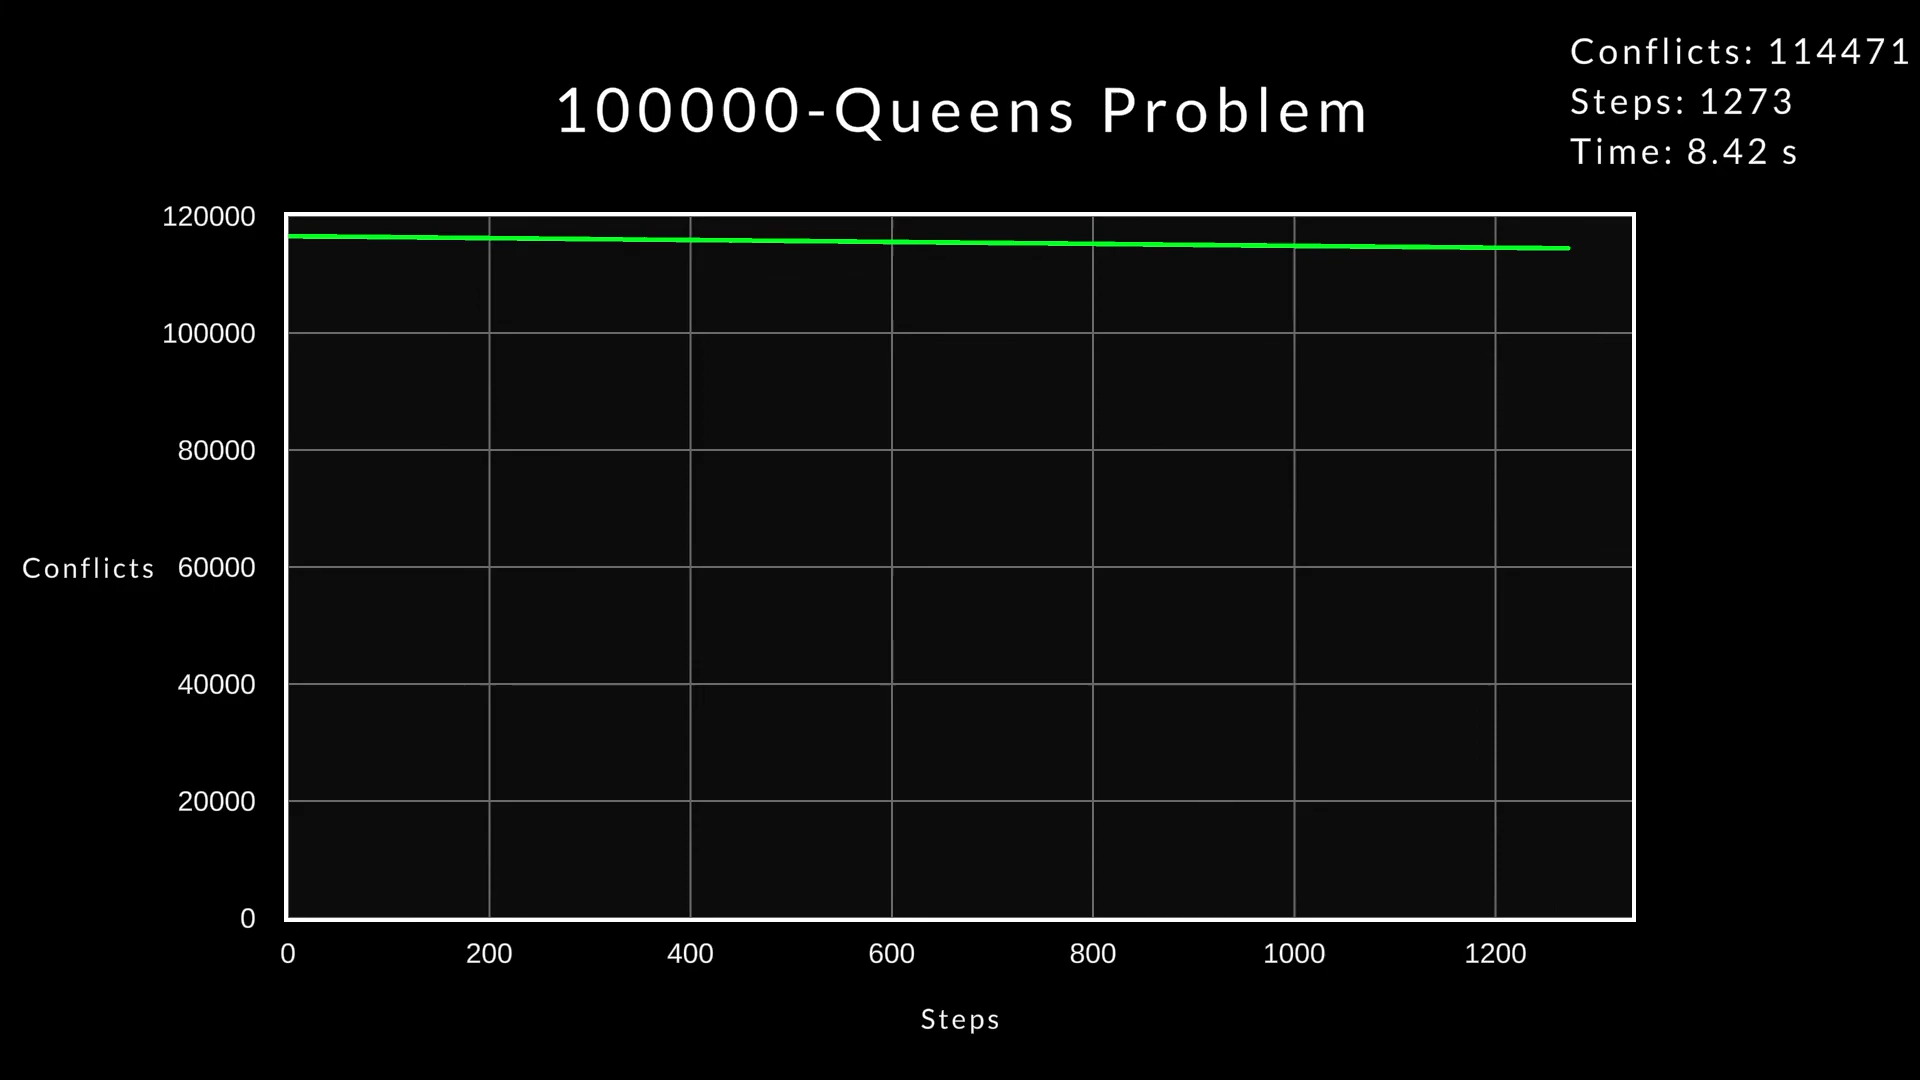 Conflicts: 114471
Steps: 1273
Time: 8.42 s
100000-Queens Problem
120000
100000
80000
Conflicts 60000
40000
20000
0
0 200 400 600 800 1000 1200
Steps